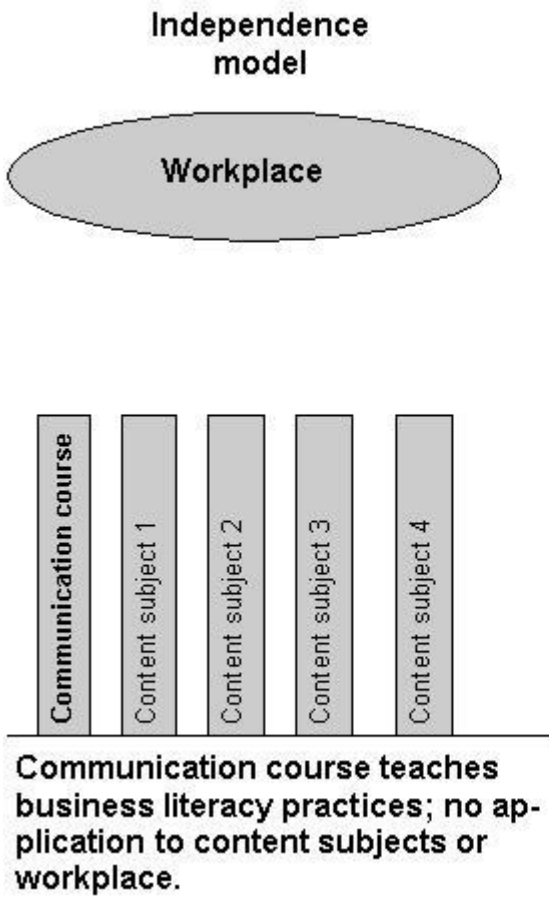 Independence
model
Workplace
Communication course
Content subject 1
Content subject 2
Content subject 3
Content subject 4
Communication course teaches
business literacy practices; no ap-
plication to content subjects or
workplace.